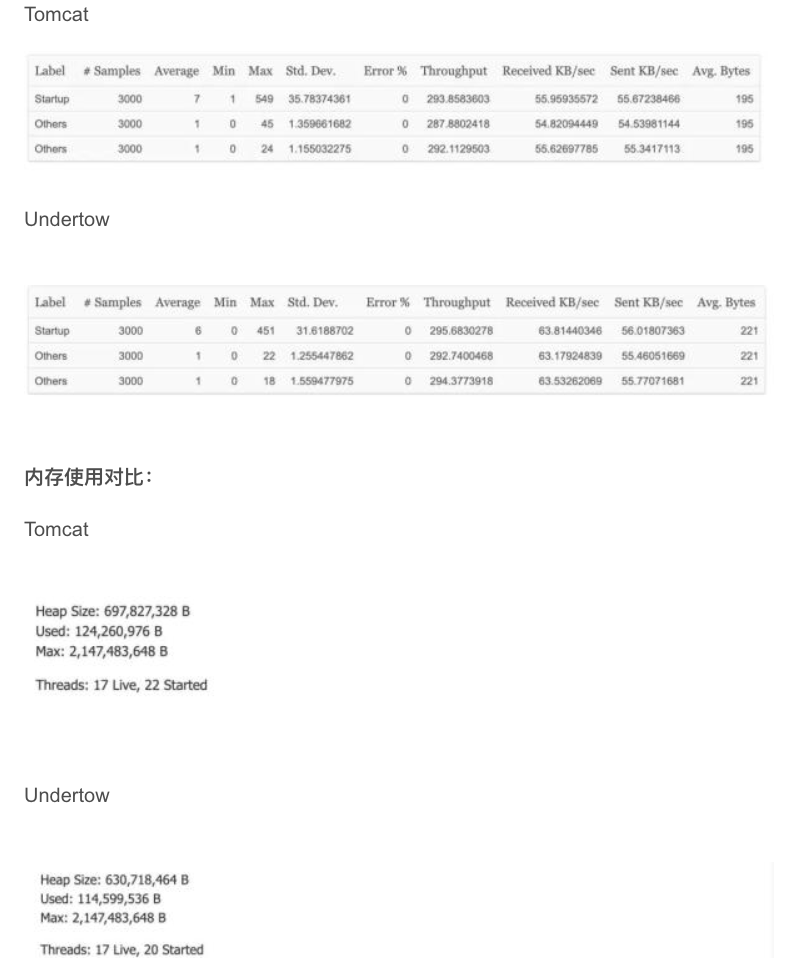 Tomcat
Label # Samples Average Min Max Std. Dev. Error % Throughput Received KB/sec Sent KB/sec Avg. Bytes
Startup 3000 7 1 549 35.78374361 0 293.8583603 55.95935572 55.67238466 195
Others 3000 1 0 45 1.359661682 0 287.8802418 54.82094449 54.53981144 195
Others 3000 1 0 24 1.155032275 0 292.1129503 55.62697785 55.3417113 195
Undertow
Label # Samples Average Min Max Std. Dev. Error % Throughput Received KB/sec Sent KB/sec Avg. Bytes
Startup 3000 6 0 451 31.6188702 0 295.6830278 63.81440346 56.01807363 221
Others 3000 1 0 22 1.255447862 0 292.7400468 63.17924839 55.46051669 221
Others 3000 1 0 18 1.559477975 0 294.3773918 63.53262069 55.77071681 221
内存使用对比：
Tomcat
Heap Size: 697,827,328 B
Used: 124,260,976 B
Max: 2,147,483,648 B
Threads: 17 Live, 22 Started
Undertow
Heap Size: 630,718,464 B
Used: 114,599,536 B
Max: 2,147,483,648 B
Threads: 17 Live, 20 Started